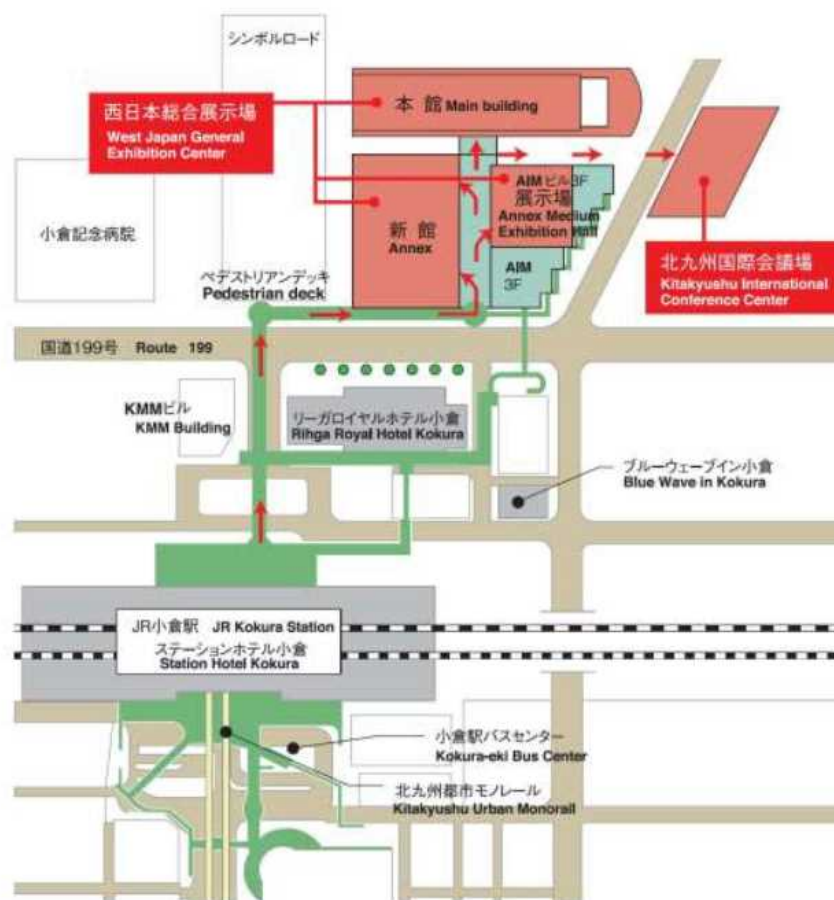 シンボルロード
本館 Main building
西日本総合展示場
West Japan General
Exhibition Center
AIMビル3F
展示場
Annex Medium
Exhibition Hall
新館
Annex
小倉記念病院
北九州国際会議場
Kitakyushu International
Conference Center
AIM
3F
ペデストリアンデッキ
Pedestrian deck
国道199号 Route 199
KMMビル
KMM Building
リーガロイヤルホテル小倉
Rihga Royal Hotel Kokura
ブルーウェーブイン小倉
Blue Wave in Kokura
JR小倉駅 JR Kokura Station
ステーションホテル小倉
Station Hotel Kokura
小倉駅バスセンター
Kokura-eki Bus Center
北九州都市モノレール
Kitakyushu Urban Monorail